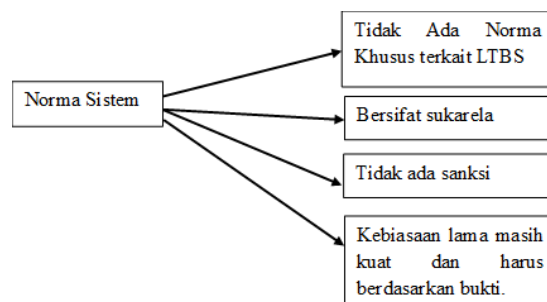 Tidak Ada Norma
Khusus terkait LTBS
Norma Sistem
Bersifat sukarela
Tidak ada sanksi
Kebiasaan lama masih
kuat dan harus
berdasarkan bukti.